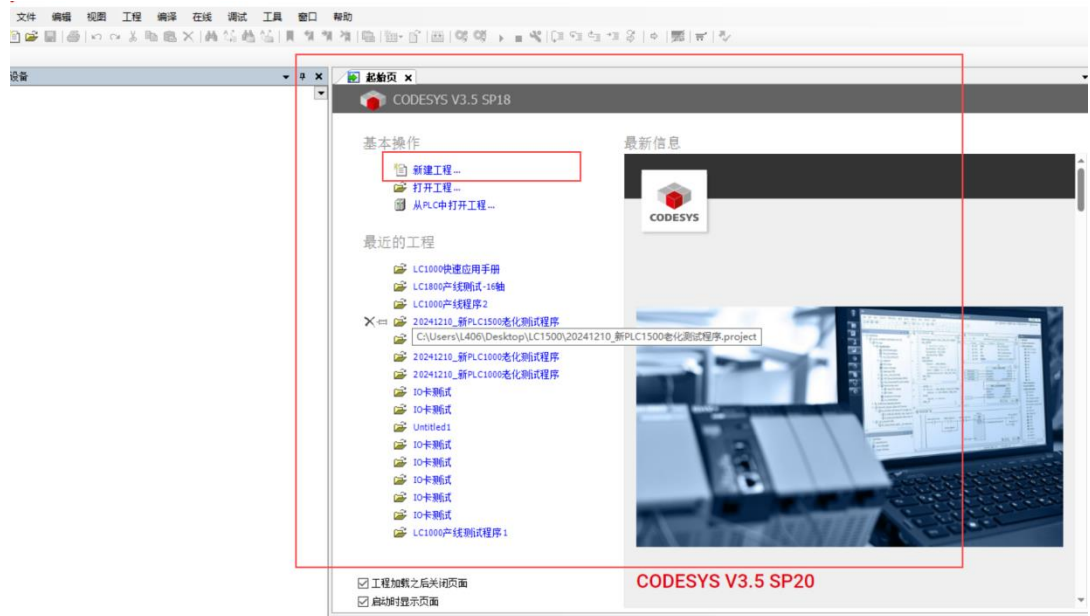 文件 编辑 视图 工程 编译 在线 调试 工具 窗口 帮助
设备
起始页
CODESYS V3.5 SP18
基本操作
新建工程...
打开工程...
从PLC中打开工程...
最近的工程
LC1000快速应用手册
LC1800产线测试-16轴
LC1000产线程序2
20241210_新PLC1500老化测试程序
C:\Users\L406\Desktop\LC1500\20241210_新PLC1500老化测试程序.project
20241210_新PLC1000老化测试程序
20241210_新PLC1000老化测试程序
IO卡测试
IO卡测试
Untitled1
IO卡测试
IO卡测试
IO卡测试
IO卡测试
IO卡测试
LC1000产线测试程序1
工程加载之后关闭页面
启动时显示页面
最新信息
CODESYS
CODESYS V3.5 SP20